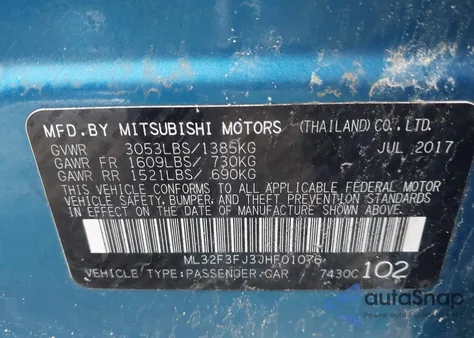 MFD.BY MITSUBISHI MOTORS (THAILAND) CO., LTD.
GVWR 3053LBS/1385KG JUL 2017
GAWR FR 1609LBS/ 730KG
GAWR RR 1521LBS/ 690KG
THIS VEHICLE CONFORMS TO ALL APPLICABLE FEDERAL MOTOR
VEHICLE SAFETY, BUMPER, AND THEFT PREVENTION STANDARDS
IN EFFECT ON THE DATE OF MANUFACTURE SHOWN ABOVE.
ML32F3FJ3JHF01076
VEHICLE TYPE:PASSENGER CAR 7430C 102
autoSnap